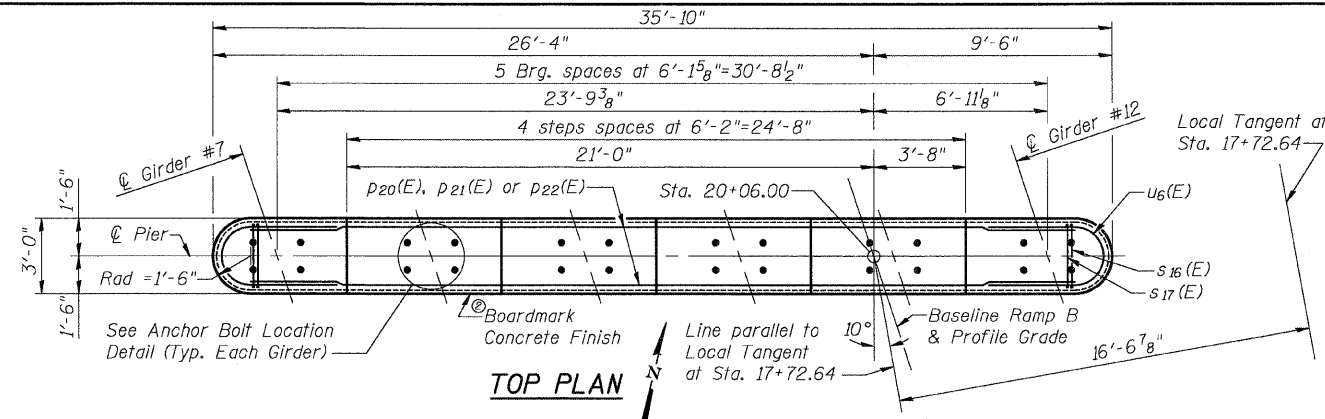 35'-10"
26'-4"
9'-6"
5 Brg. spaces at 6'-1⅝"=30'-8½"
23'-9⅜"
6'-11⅛"
4 steps spaces at 6'-2"=24'-8"
21'-0"
3'-8"
℄ Girder #7
℄ Girder #12
Local Tangent at
Sta. 17+72.64
p20(E), p21(E) or p22(E)
Sta. 20+06.00
u6(E)
1'-6"
3'-0"
℄ Pier
1'-6"
Rad =1'-6"
s16(E)
s17(E)
See Anchor Bolt Location
Detail (Typ. Each Girder)
② Boardmark
Concrete Finish
Line parallel to
Local Tangent
at Sta. 17+72.64
10°
Baseline Ramp B
& Profile Grade
16'-6⅞"
TOP PLAN
N